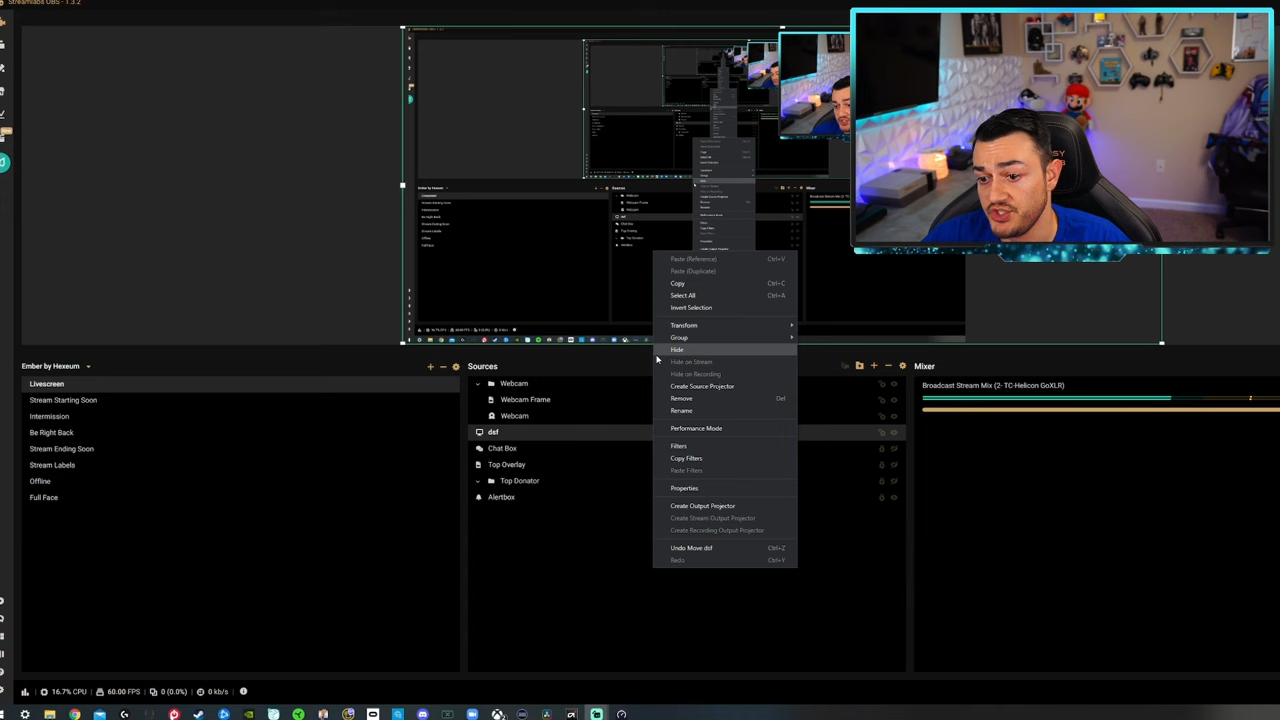 Streamlabs OBS - 1.3.2
Paste (Reference) Ctrl+V
Paste (Duplicate)
Copy Ctrl+C
Select All Ctrl+A
Invert Selection
Transform
Group
Hide
Hide on Stream
Hide on Recording
Create Source Projector
Remove Del
Rename
Performance Mode
Filters
Copy Filters
Paste Filters
Properties
Create Output Projector
Create Stream Output Projector
Create Recording Output Projector
Undo Move dsf Ctrl+Z
Redo Ctrl+Y
Ember by Hexeum
Livescreen
Stream Starting Soon
Intermission
Be Right Back
Stream Ending Soon
Stream Labels
Offline
Full Face
Sources
Webcam
Webcam Frame
Webcam
dsf
Chat Box
Top Overlay
Top Donator
Alertbox
Mixer
Broadcast Stream Mix (2- TC-Helicon GoXLR)
16.7% CPU
60.00 FPS
0 (0.0%)
0 kb/s